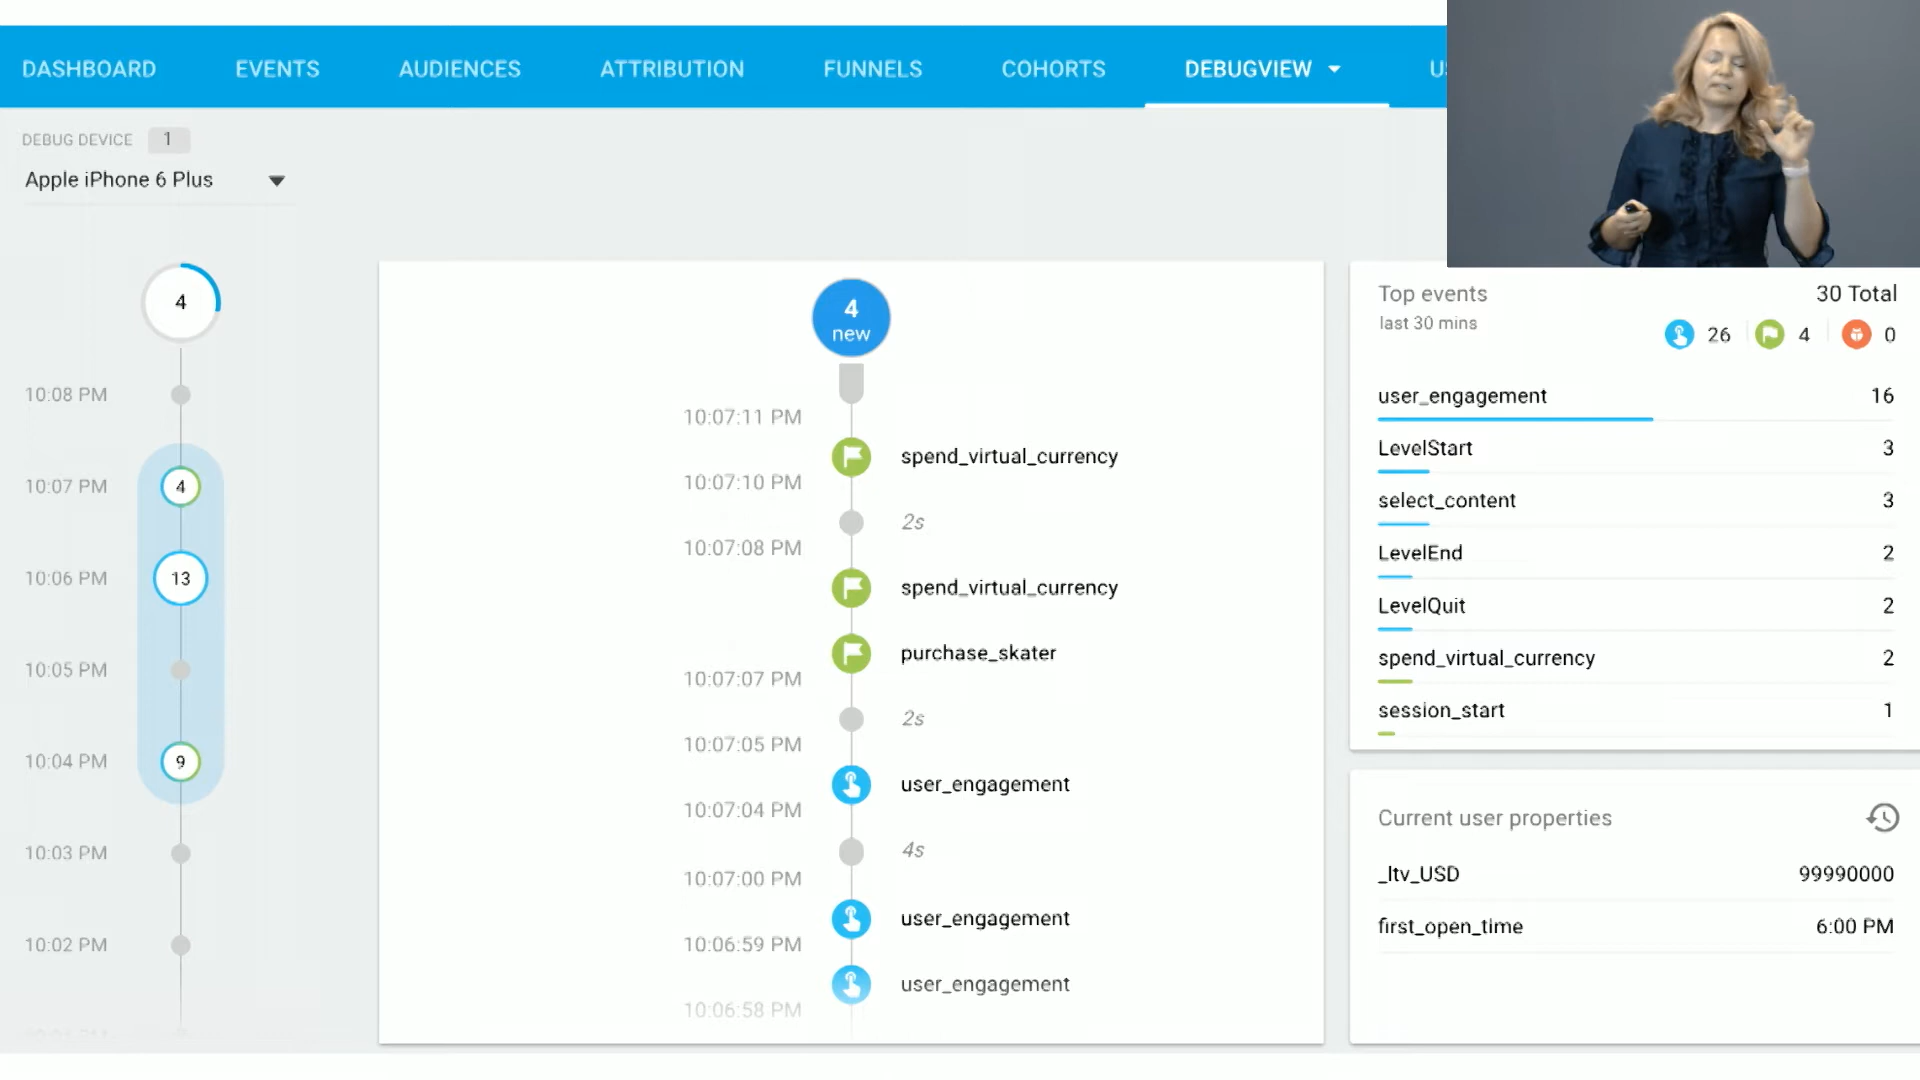 DASHBOARD EVENTS AUDIENCES ATTRIBUTION FUNNELS COHORTS DEBUGVIEW
DEBUG DEVICE 1
Apple iPhone 6 Plus
4
10:08 PM
10:07 PM 4
10:06 PM 13
10:05 PM
10:04 PM 9
10:03 PM
10:02 PM
4
new
10:07:11 PM
spend_virtual_currency
10:07:10 PM
2s
10:07:08 PM
spend_virtual_currency
purchase_skater
10:07:07 PM
2s
10:07:05 PM
user_engagement
10:07:04 PM
4s
10:07:00 PM
user_engagement
10:06:59 PM
user_engagement
10:06:58 PM
Top events 30 Total
last 30 mins
26 4 0
user_engagement 16
LevelStart 3
select_content 3
LevelEnd 2
LevelQuit 2
spend_virtual_currency 2
session_start 1
Current user properties
_ltv_USD 99990000
first_open_time 6:00 PM